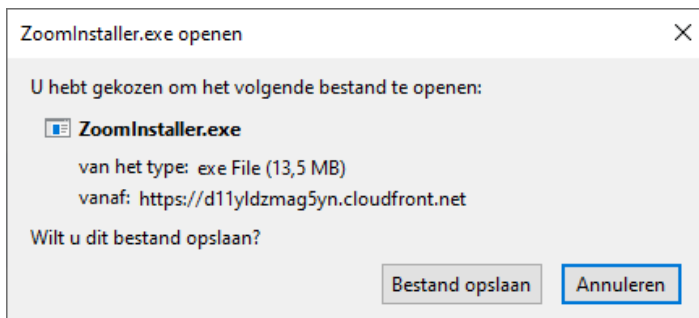 ZoomInstaller.exe openen
U hebt gekozen om het volgende bestand te openen:
ZoomInstaller.exe
van het type: exe File (13,5 MB)
vanaf: https://d11yldzmag5yn.cloudfront.net
Wilt u dit bestand opslaan?
Bestand opslaan Annuleren